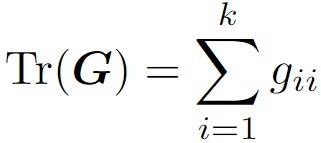 Tr(𝑮) = ∑_{i=1}^{k} g_{ii}